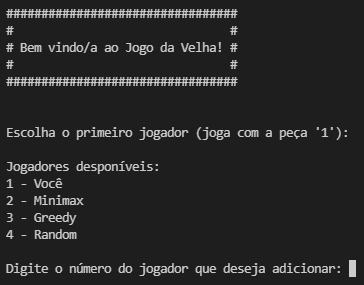 #################################
#                               #
# Bem vindo/a ao Jogo da Velha! #
#                               #
#################################
Escolha o primeiro jogador (joga com a peça '1'):
Jogadores desponíveis:
1 - Você
2 - Minimax
3 - Greedy
4 - Random
Digite o número do jogador que deseja adicionar: